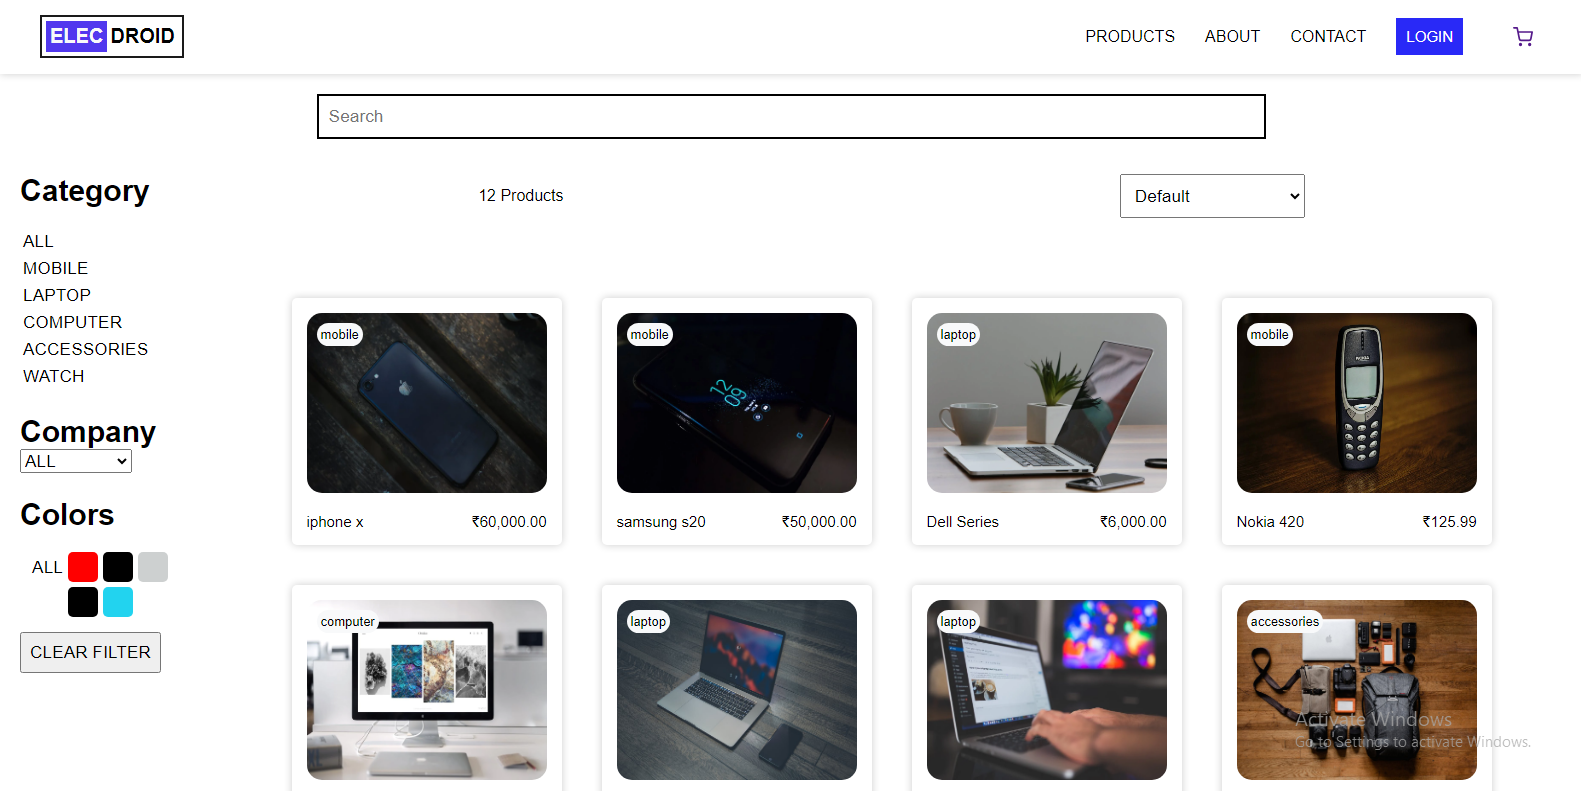 ELEC DROID
PRODUCTS ABOUT CONTACT LOGIN
Search
Category
ALL
MOBILE
LAPTOP
COMPUTER
ACCESSORIES
WATCH
Company
ALL
Colors
ALL
CLEAR FILTER
12 Products
Default
mobile
iphone x ₹60,000.00
mobile
12
09
samsung s20 ₹50,000.00
laptop
Dell Series ₹6,000.00
mobile
NOKIA
Nokia 420 ₹125.99
computer
laptop
laptop
accessories
Activate Windows
Go to Settings to activate Windows.